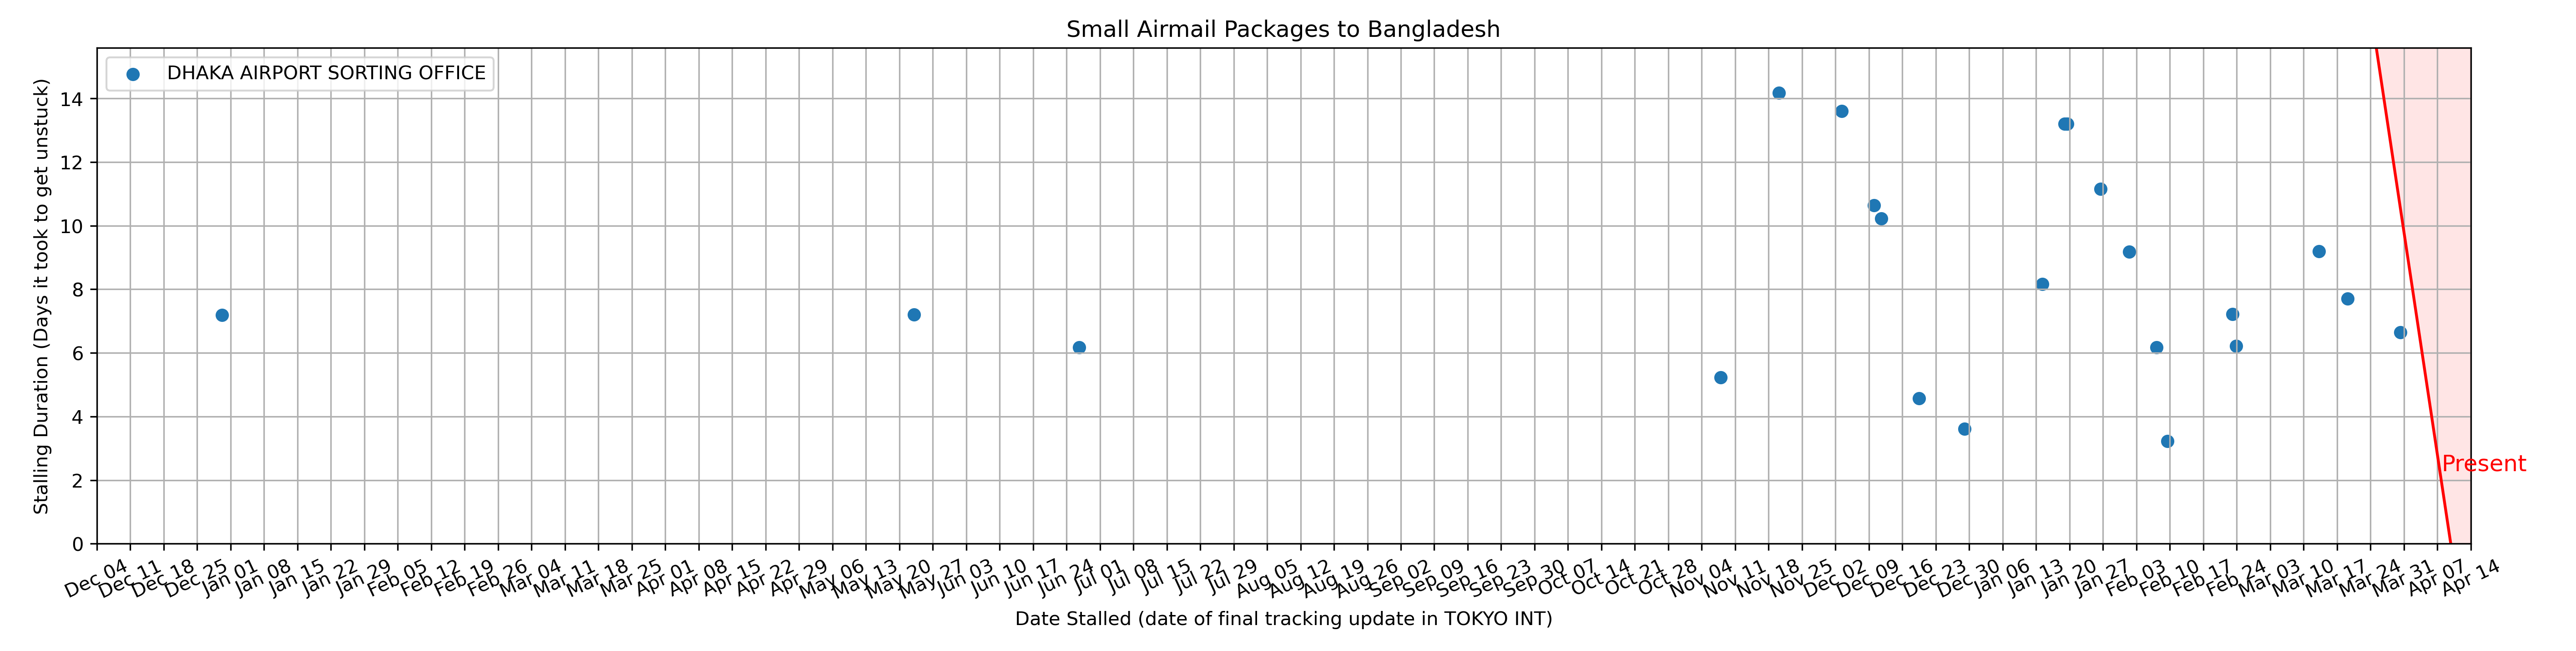 Small Airmail Packages to Bangladesh
DHAKA AIRPORT SORTING OFFICE
Stalling Duration (Days it took to get unstuck)
14
12
10
8
6
4
2
0
Present
Dec 04
Dec 11
Dec 18
Dec 25
Jan 01
Jan 08
Jan 15
Jan 22
Jan 29
Feb 05
Feb 12
Feb 19
Feb 26
Mar 04
Mar 11
Mar 18
Mar 25
Apr 01
Apr 08
Apr 15
Apr 22
Apr 29
May 06
May 13
May 20
May 27
Jun 03
Jun 10
Jun 17
Jun 24
Jul 01
Jul 08
Jul 15
Jul 22
Jul 29
Aug 05
Aug 12
Aug 19
Aug 26
Sep 02
Sep 09
Sep 16
Sep 23
Sep 30
Oct 07
Oct 14
Oct 21
Oct 28
Nov 04
Nov 11
Nov 18
Nov 25
Dec 02
Dec 09
Dec 16
Dec 23
Dec 30
Jan 06
Jan 13
Jan 20
Jan 27
Feb 03
Feb 10
Feb 17
Feb 24
Mar 03
Mar 10
Mar 17
Mar 24
Mar 31
Apr 07
Apr 14
Date Stalled (date of final tracking update in TOKYO INT)